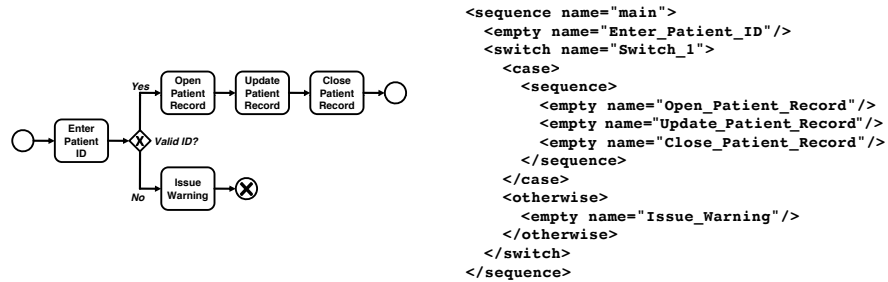 Enter
Patient
ID
Valid ID?
Yes
Open
Patient
Record
Update
Patient
Record
Close
Patient
Record
No
Issue
Warning
<sequence name="main">
<empty name="Enter_Patient_ID"/>
<switch name="Switch_1">
<case>
<sequence>
<empty name="Open_Patient_Record"/>
<empty name="Update_Patient_Record"/>
<empty name="Close_Patient_Record"/>
</sequence>
</case>
<otherwise>
<empty name="Issue_Warning"/>
</otherwise>
</switch>
</sequence>